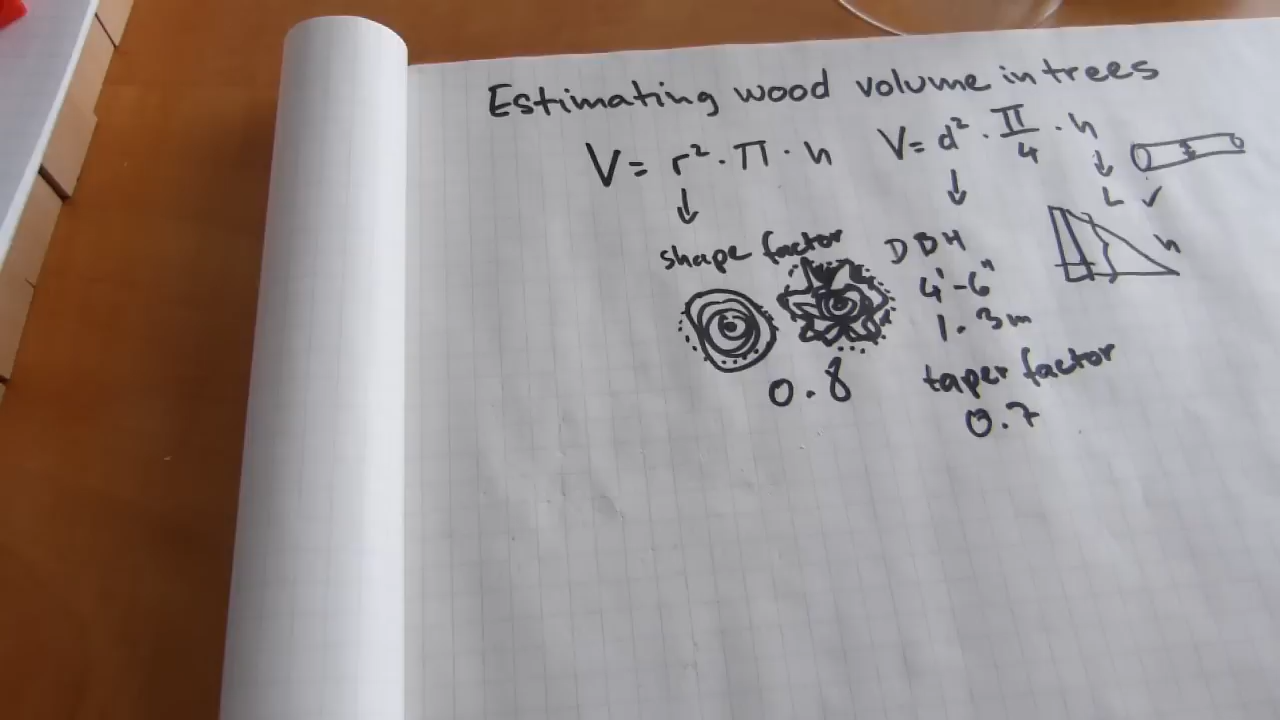 Estimating wood volume in trees
V = r² · π · h
V = d² · π/4 · h
L ✓
h
shape factor
DBH
4'-6"
1.3m
0.8
taper factor
0.7